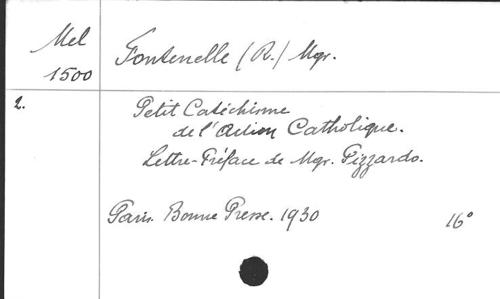 Mel
1500
Fontenelle (R.) Mgr.
2.
Petit Catéchisme
de l'Action Catholique.
Lettre-Préface de Mgr. Pizzardo.
Paris. Bonne Presse. 1930
16°